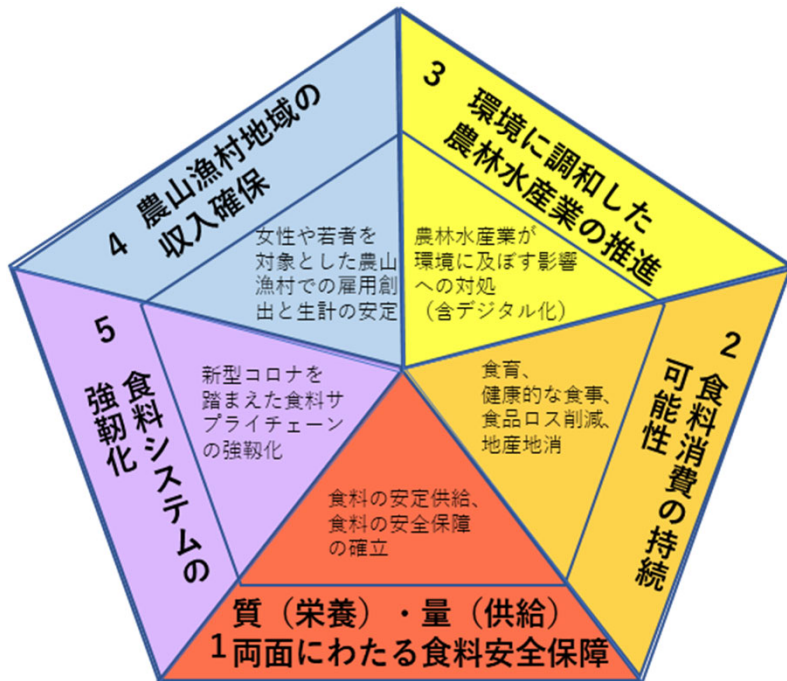 3 環境に調和した
農林水産業の推進
農林水産業が
環境に及ぼす影響
への対処
（含デジタル化）
4 農山漁村地域の
収入確保
女性や若者を
対象とした農山
漁村での雇用創
出と生計の安定
5 食料システムの
強靭化
新型コロナを
踏まえた食料サ
プライチェーン
の強靱化
2 食料消費の持続
可能性
食育、
健康的な食事、
食品ロス削減、
地産地消
食料の安定供給、
食料の安全保障
の確立
質（栄養）・量（供給）
1両面にわたる食料安全保障